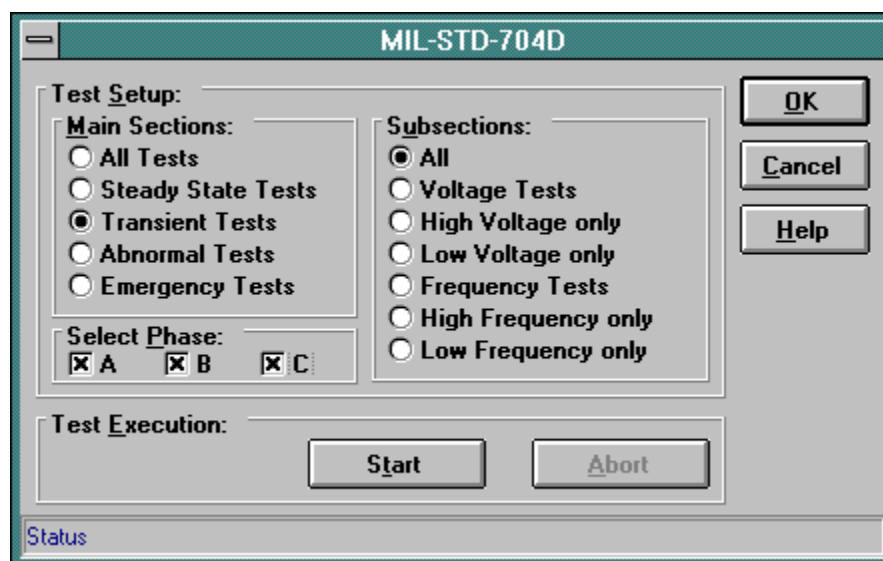 MIL-STD-704D
Test Setup:
Main Sections:
All Tests
Steady State Tests
Transient Tests
Abnormal Tests
Emergency Tests
Select Phase:
A B C
Subsections:
All
Voltage Tests
High Voltage only
Low Voltage only
Frequency Tests
High Frequency only
Low Frequency only
OK
Cancel
Help
Test Execution:
Start Abort
Status